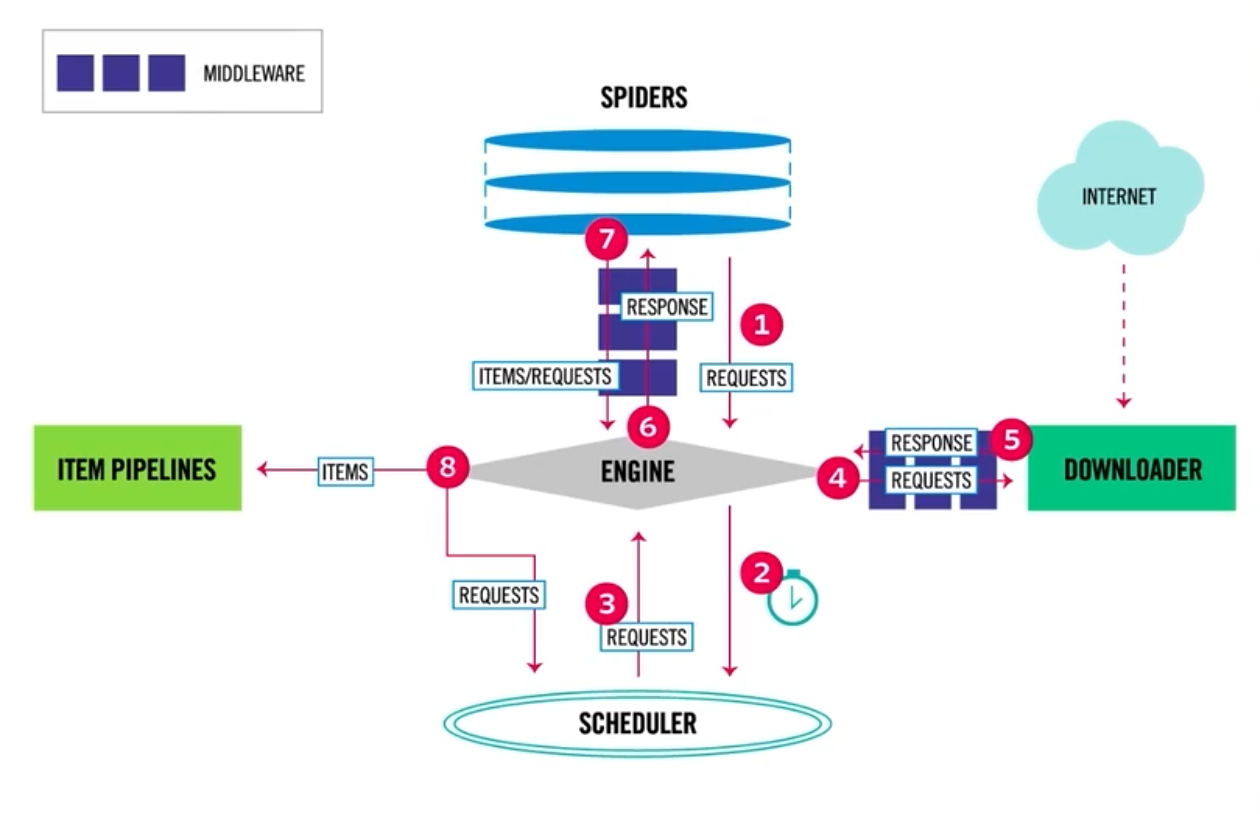 MIDDLEWARE
SPIDERS
INTERNET
7
RESPONSE
1
ITEMS/REQUESTS
REQUESTS
6
ITEM PIPELINES
ITEMS
8
ENGINE
4
RESPONSE
5
REQUESTS
DOWNLOADER
2
REQUESTS
3
REQUESTS
SCHEDULER